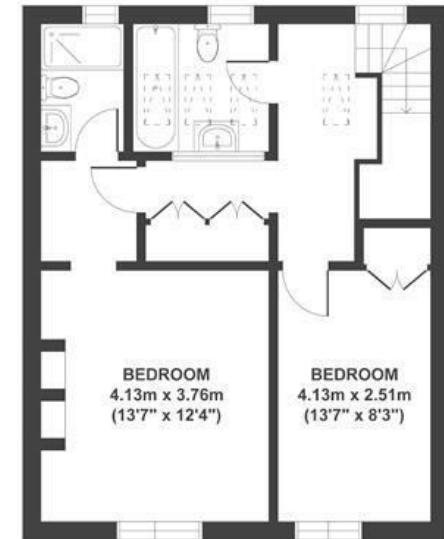 BEDROOM
4.13m x 3.76m
(13'7" x 12'4")
BEDROOM
4.13m x 2.51m
(13'7" x 8'3")